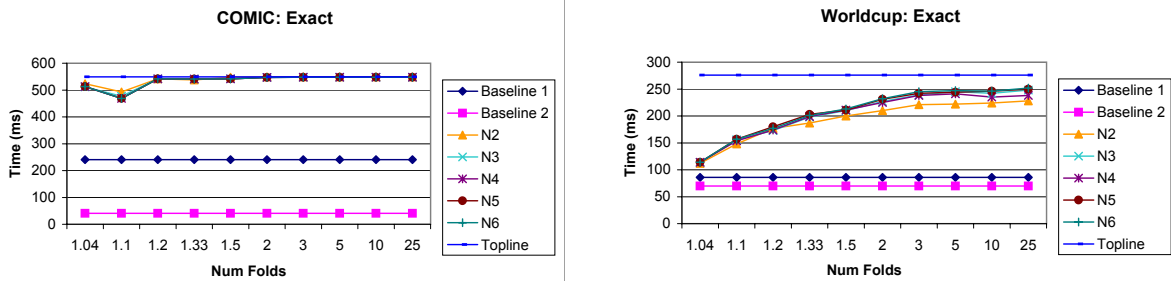 COMIC: Exact
Time (ms)
600
500
400
300
200
100
0
1.04 1.1 1.2 1.33 1.5 2 3 5 10 25
Num Folds
Baseline 1
Baseline 2
N2
N3
N4
N5
N6
Topline
Worldcup: Exact
Time (ms)
300
250
200
150
100
50
0
1.04 1.1 1.2 1.33 1.5 2 3 5 10 25
Num Folds
Baseline 1
Baseline 2
N2
N3
N4
N5
N6
Topline